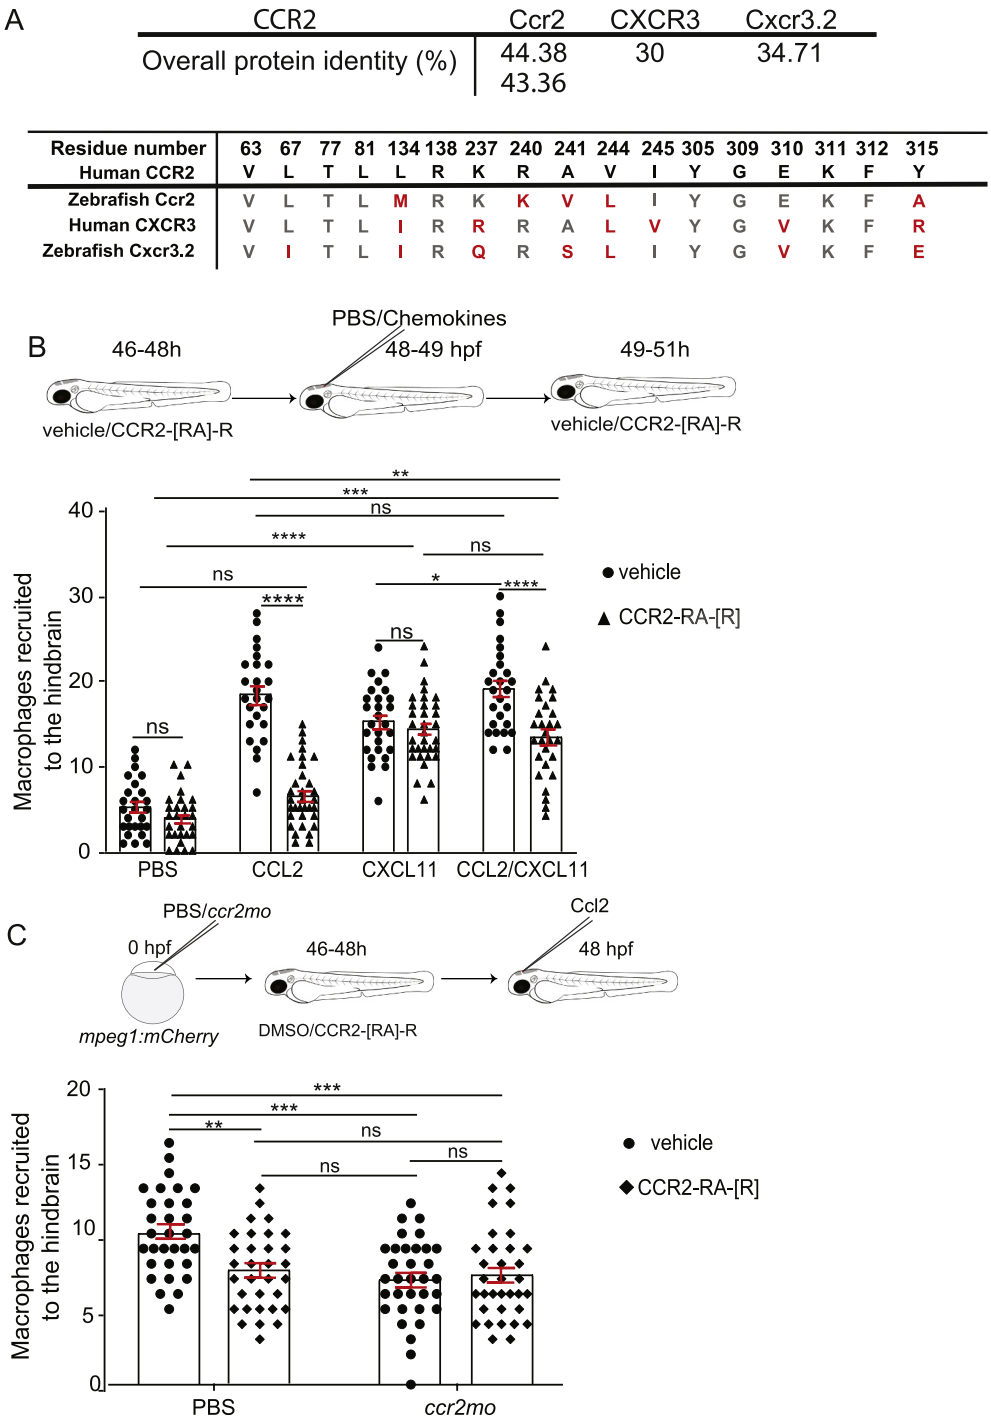 A
CCR2 Ccr2 CXCR3 Cxcr3.2
Overall protein identity (%) 44.38 30 34.71
43.36
Residue number 63 67 77 81 134 138 237 240 241 244 245 305 309 310 311 312 315
Human CCR2 V L T L L R K R A V I Y G E K F Y
Zebrafish Ccr2 V L T L M R K K V L I Y G E K F A
Human CXCR3 V L T L I R R R A L V Y G V K F R
Zebrafish Cxcr3.2 V I T L I R Q R S L I Y G V K F E
B
PBS/Chemokines
46-48h 48-49 hpf 49-51h
vehicle/CCR2-[RA]-R vehicle/CCR2-[RA]-R
**
***
ns
****
ns
ns
****
*
****
ns
ns
Macrophages recruited
to the hindbrain
40
30
20
10
0
PBS CCL2 CXCL11 CCL2/CXCL11
vehicle
CCR2-RA-[R]
C
PBS/ccr2mo Ccl2
0 hpf 46-48h 48 hpf
mpeg1:mCherry DMSO/CCR2-[RA]-R
***
***
**
ns
ns
ns
Macrophages recruited
to the hindbrain
20
15
10
5
0
PBS ccr2mo
vehicle
CCR2-RA-[R]